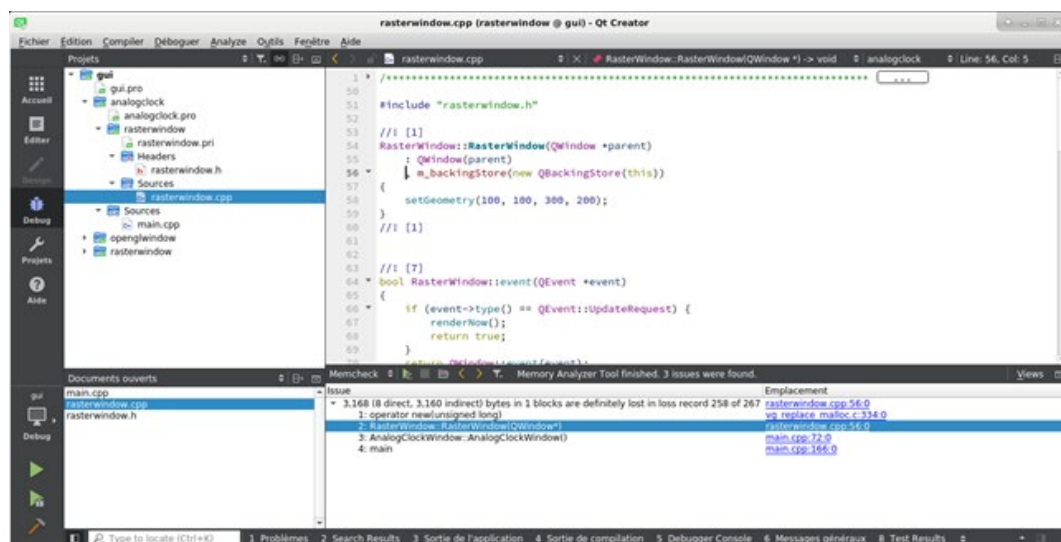 rasterwindow.cpp (rasterwindow @ gui) - Qt Creator
Fichier Edition Compiler Déboguer Analyze Outils Fenêtre Aide
Projets
rasterwindow.cpp RasterWindow::RasterWindow(QWindow *) -> void analogclock Line: 56, Col: 5
Accueil
Éditer
Design
Debug
Projets
Aide
gui
gui.pro
analogclock
analogclock.pro
rasterwindow
rasterwindow.pri
Headers
rasterwindow.h
Sources
rasterwindow.cpp
Sources
main.cpp
openglwindow
rasterwindow
1 /**************************************************************************** ...
50
51 #include "rasterwindow.h"
52
53 //! [1]
54 RasterWindow::RasterWindow(QWindow *parent)
55 : QWindow(parent)
56 , m_backingStore(new QBackingStore(this))
57 {
58 setGeometry(100, 100, 300, 200);
59 }
60 //! [1]
61
62
63 //! [7]
64 bool RasterWindow::event(QEvent *event)
65 {
66 if (event->type() == QEvent::UpdateRequest) {
67 renderNow();
68 return true;
69 }
70 return QWindow::event(event);
Documents ouverts
main.cpp
rasterwindow.cpp
rasterwindow.h
gui
Debug
Memcheck Memory Analyzer Tool finished. 3 issues were found. Views
Issue Emplacement
3,168 (8 direct, 3,160 indirect) bytes in 1 blocks are definitely lost in loss record 258 of 267 rasterwindow.cpp:56:0
1: operator new(unsigned long) vg_replace_malloc.c:334:0
2: RasterWindow::RasterWindow(QWindow*) rasterwindow.cpp:56:0
3: AnalogClockWindow::AnalogClockWindow() main.cpp:72:0
4: main main.cpp:166:0
Type to locate (Ctrl+K) 1 Problèmes 2 Search Results 3 Sortie de l'application 4 Sortie de compilation 5 Debugger Console 6 Messages généraux 8 Test Results